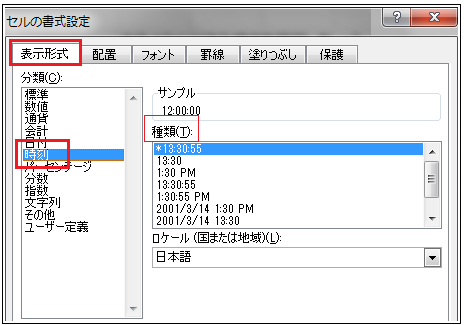 セルの書式設定
表示形式 配置 フォント 罫線 塗りつぶし 保護
分類(C):
標準
数値
通貨
会計
日付
時刻
パーセンテージ
分数
指数
文字列
その他
ユーザー定義
サンプル
12:00:00
種類(T):
*13:30:55
13:30
1:30 PM
13:30:55
1:30:55 PM
2001/3/14 1:30 PM
2001/3/14 13:30
ロケール (国または地域)(L):
日本語